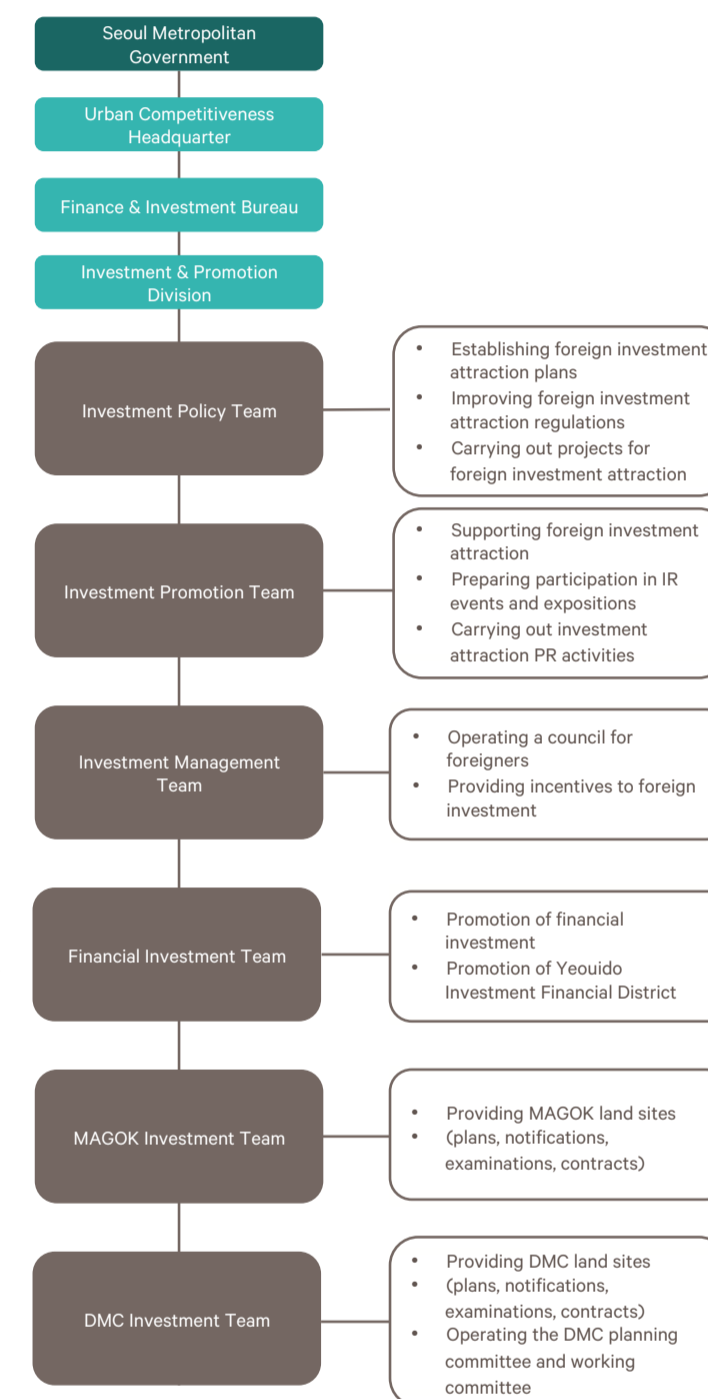 Seoul Metropolitan
Government
Urban Competitiveness
Headquarter
Finance & Investment Bureau
Investment & Promotion
Division
Investment Policy Team
• Establishing foreign investment
attraction plans
• Improving foreign investment
attraction regulations
• Carrying out projects for
foreign investment attraction
Investment Promotion Team
• Supporting foreign investment
attraction
• Preparing participation in IR
events and expositions
• Carrying out investment
attraction PR activities
Investment Management
Team
• Operating a council for
foreigners
• Providing incentives to foreign
investment
Financial Investment Team
• Promotion of financial
investment
• Promotion of Yeouido
Investment Financial District
MAGOK Investment Team
• Providing MAGOK land sites
• (plans, notifications,
examinations, contracts)
DMC Investment Team
• Providing DMC land sites
• (plans, notifications,
examinations, contracts)
• Operating the DMC planning
committee and working
committee